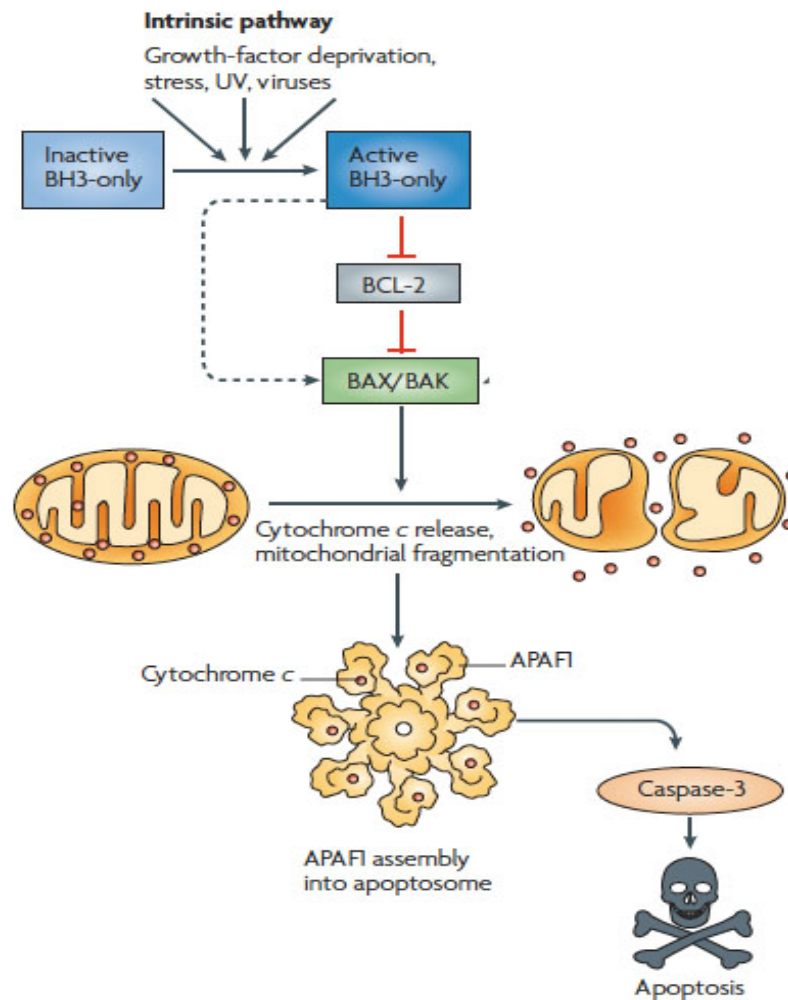 Intrinsic pathway
Growth-factor deprivation,
stress, UV, viruses
Inactive
BH3-only
Active
BH3-only
BCL-2
BAX/BAK
Cytochrome c release,
mitochondrial fragmentation
Cytochrome c
APAF1
Caspase-3
APAF1 assembly
into apoptosome
Apoptosis